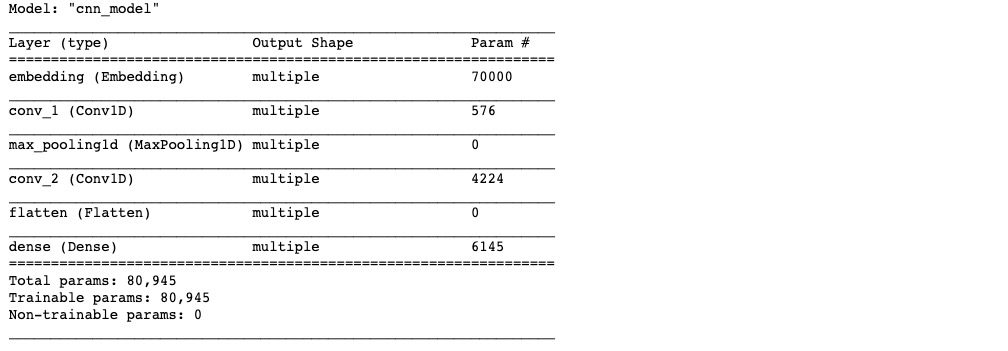 Model: "cnn_model"
Layer (type) Output Shape Param #
embedding (Embedding) multiple 70000
conv_1 (Conv1D) multiple 576
max_pooling1d (MaxPooling1D) multiple 0
conv_2 (Conv1D) multiple 4224
flatten (Flatten) multiple 0
dense (Dense) multiple 6145
Total params: 80,945
Trainable params: 80,945
Non-trainable params: 0